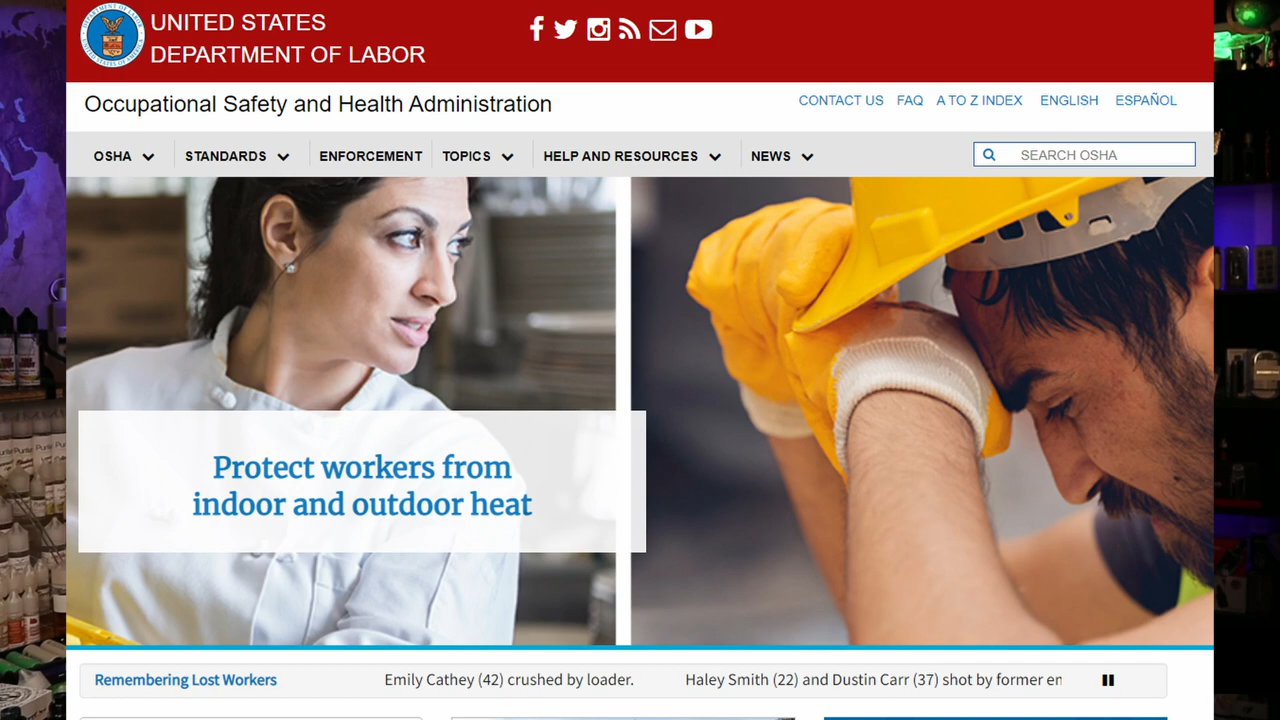 UNITED STATES
DEPARTMENT OF LABOR
Occupational Safety and Health Administration
CONTACT US FAQ A TO Z INDEX ENGLISH ESPAÑOL
OSHA STANDARDS ENFORCEMENT TOPICS HELP AND RESOURCES NEWS SEARCH OSHA
Protect workers from
indoor and outdoor heat
Remembering Lost Workers Emily Cathey (42) crushed by loader. Haley Smith (22) and Dustin Carr (37) shot by former en